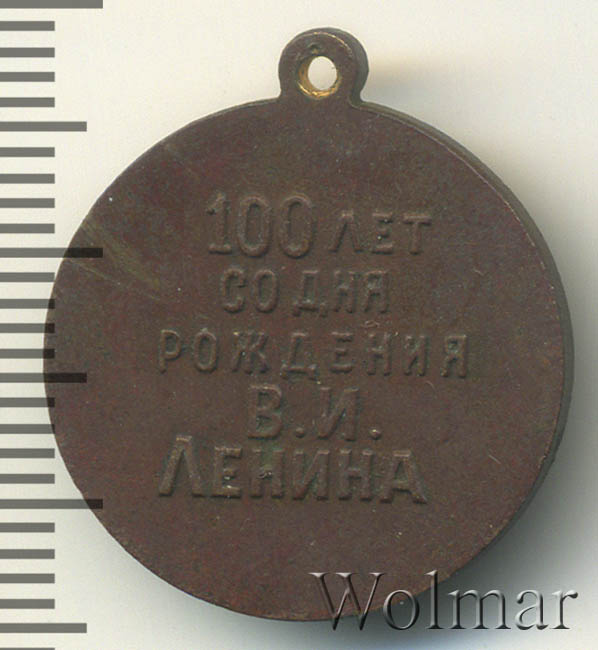 100 ЛЕТ
СО ДНЯ
РОЖДЕНИЯ
В.И.
ЛЕНИНА
Wolmar